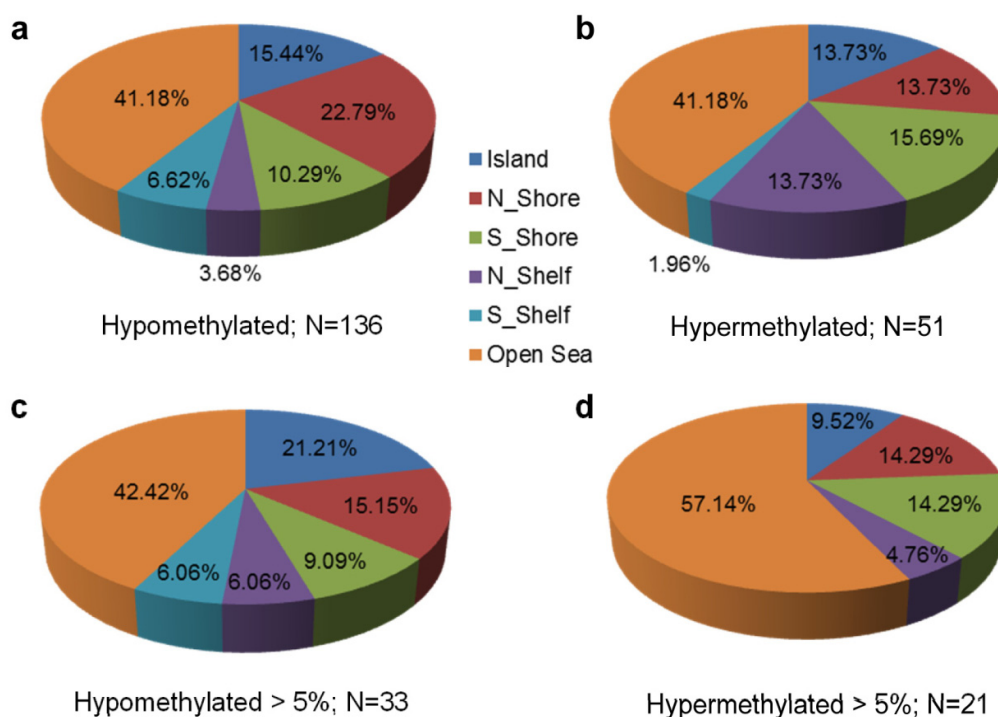 a
15.44%
22.79%
10.29%
3.68%
6.62%
41.18%
Hypomethylated; N=136
b
13.73%
13.73%
15.69%
13.73%
1.96%
41.18%
Hypermethylated; N=51
Island
N_Shore
S_Shore
N_Shelf
S_Shelf
Open Sea
c
21.21%
15.15%
9.09%
6.06%
6.06%
42.42%
Hypomethylated > 5%; N=33
d
9.52%
14.29%
14.29%
4.76%
57.14%
Hypermethylated > 5%; N=21